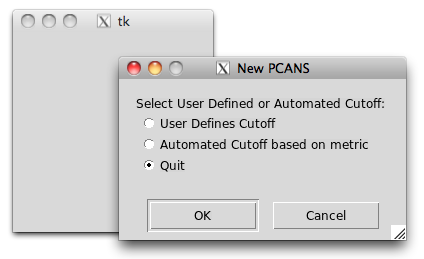 tk
New PCANS
Select User Defined or Automated Cutoff:
User Defines Cutoff
Automated Cutoff based on metric
Quit
OK Cancel